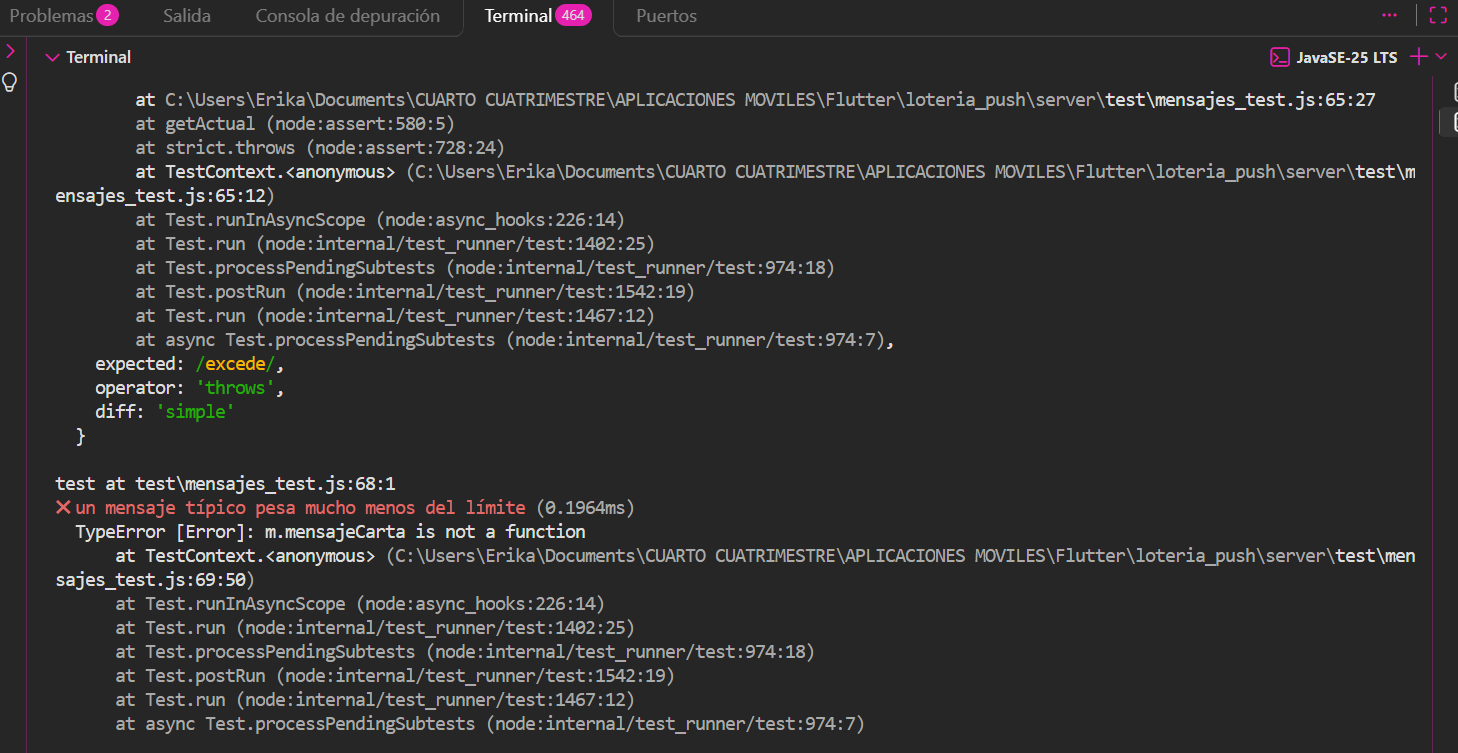 Problemas 2 Salida Consola de depuración Terminal 464 Puertos
Terminal JavaSE-25 LTS
at C:\Users\Erika\Documents\CUARTO CUATRIMESTRE\APLICACIONES MOVILES\Flutter\loteria_push\server\test\mensajes_test.js:65:27
at getActual (node:assert:580:5)
at strict.throws (node:assert:728:24)
at TestContext.<anonymous> (C:\Users\Erika\Documents\CUARTO CUATRIMESTRE\APLICACIONES MOVILES\Flutter\loteria_push\server\test\m
ensajes_test.js:65:12)
at Test.runInAsyncScope (node:async_hooks:226:14)
at Test.run (node:internal/test_runner/test:1402:25)
at Test.processPendingSubtests (node:internal/test_runner/test:974:18)
at Test.postRun (node:internal/test_runner/test:1542:19)
at Test.run (node:internal/test_runner/test:1467:12)
at async Test.processPendingSubtests (node:internal/test_runner/test:974:7),
expected: /excede/,
operator: 'throws',
diff: 'simple'
}
test at test\mensajes_test.js:68:1
un mensaje típico pesa mucho menos del límite (0.1964ms)
TypeError [Error]: m.mensajeCarta is not a function
at TestContext.<anonymous> (C:\Users\Erika\Documents\CUARTO CUATRIMESTRE\APLICACIONES MOVILES\Flutter\loteria_push\server\test\men
sajes_test.js:69:50)
at Test.runInAsyncScope (node:async_hooks:226:14)
at Test.run (node:internal/test_runner/test:1402:25)
at Test.processPendingSubtests (node:internal/test_runner/test:974:18)
at Test.postRun (node:internal/test_runner/test:1542:19)
at Test.run (node:internal/test_runner/test:1467:12)
at async Test.processPendingSubtests (node:internal/test_runner/test:974:7)